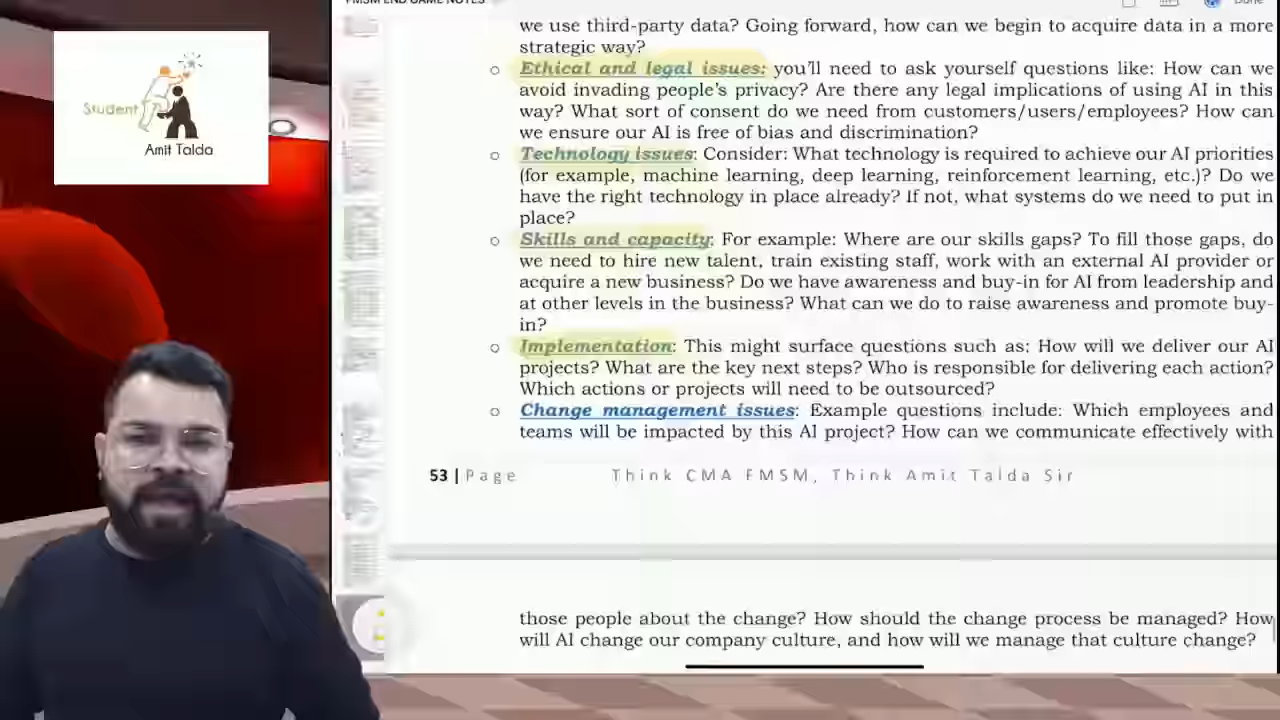 FMSM END GAME NOTES
Done
Student
Amit Talda
we use third-party data? Going forward, how can we begin to acquire data in a more
strategic way?
Ethical and legal issues: you'll need to ask yourself questions like: How can we
avoid invading people's privacy? Are there any legal implications of using AI in this
way? What sort of consent do we need from customers/users/employees? How can
we ensure our AI is free of bias and discrimination?
Technology issues: Consider: What technology is required to achieve our AI priorities
(for example, machine learning, deep learning, reinforcement learning, etc.)? Do we
have the right technology in place already? If not, what systems do we need to put in
place?
Skills and capacity: For example: Where are our skills gaps? To fill those gaps, do
we need to hire new talent, train existing staff, work with an external AI provider or
acquire a new business? Do we have awareness and buy-in from both leadership and
further levels in the business? What could we do to raise awareness and promote buy-
in?
Implementation: This might surface questions such as: How will we deliver our AI
projects? What are the key next steps? Who is responsible for delivering each action?
Which actions or projects will need to be outsourced?
Change management issues: Example questions include: Which employees and
teams will be impacted by this AI project? How can we communicate effectively with
53 | Page Think CMA FMSM, Think Amit Talda
those people about the change? How should the change process be managed? How
will AI change our company culture, and how will we manage that culture change?